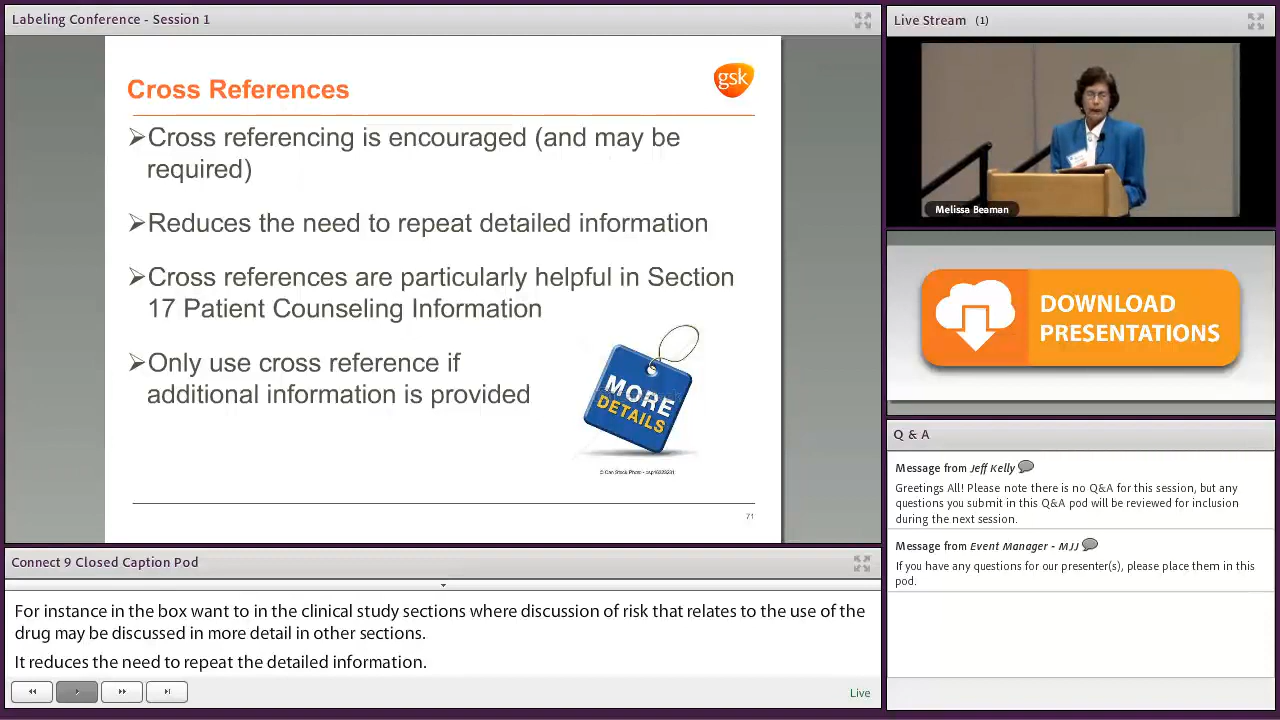 Labeling Conference - Session 1
Cross References
gsk
Cross referencing is encouraged (and may be
required)
Reduces the need to repeat detailed information
Cross references are particularly helpful in Section
17 Patient Counseling Information
Only use cross reference if
additional information is provided
MORE
DETAILS
71
Connect 9 Closed Caption Pod
For instance in the box want to in the clinical study sections where discussion of risk that relates to the use of the
drug may be discussed in more detail in other sections.
It reduces the need to repeat the detailed information.
Live
Live Stream (1)
Melissa Beaman
DOWNLOAD
PRESENTATIONS
Q & A
Message from Jeff Kelly
Greetings All! Please note there is no Q&A for this session, but any
questions you submit in this Q&A pod will be reviewed for inclusion
during the next session.
Message from Event Manager - MJJ
If you have any questions for our presenter(s), please place them in this
pod.